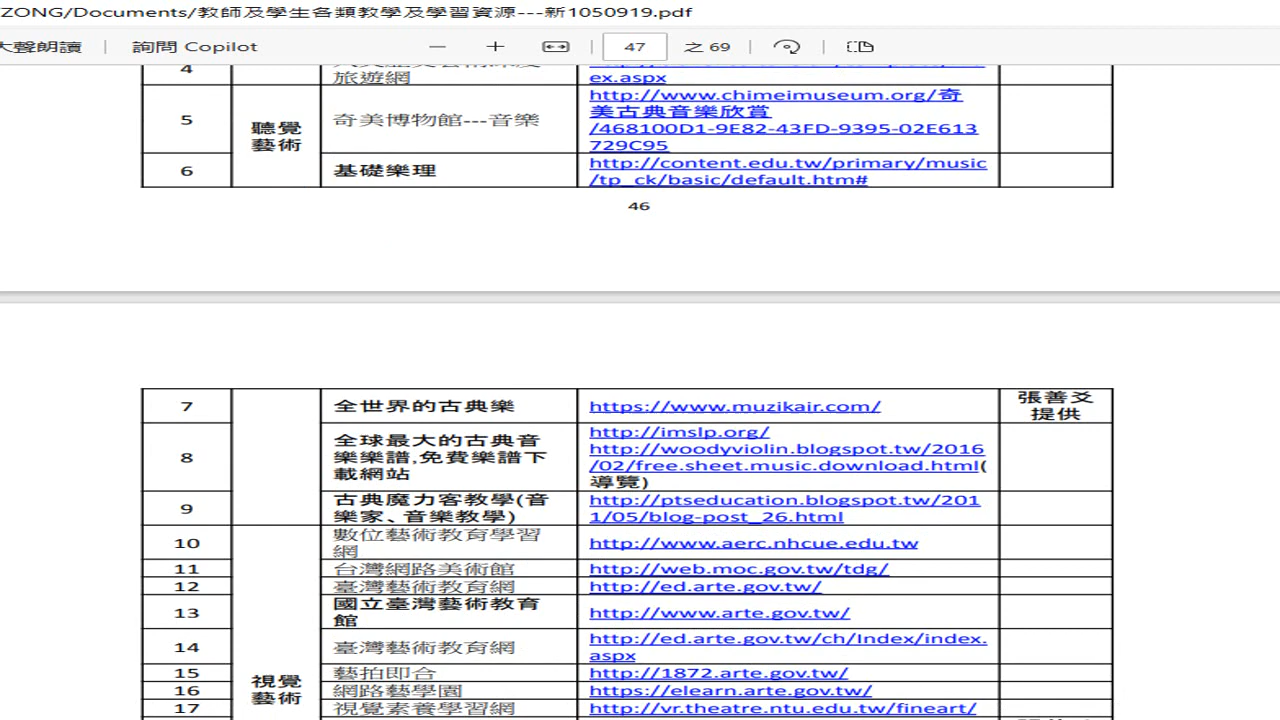 ZONG/Documents/教師及學生各類教學及學習資源---新1050919.pdf
大聲朗讀 詢問 Copilot 47 之 69
4
旅遊網
ex.aspx
5
聽覺
藝術
奇美博物館---音樂
http://www.chimeimuseum.org/奇
美古典音樂欣賞
/468100D1-9E82-43FD-9395-02E613
729C95
6
基礎樂理
http://content.edu.tw/primary/music
/tp_ck/basic/default.htm#
46
7
全世界的古典樂
https://www.muzikair.com/
張善爻
提供
8
全球最大的古典音
樂樂譜,免費樂譜下
載網站
http://imslp.org/
http://woodyviolin.blogspot.tw/2016
/02/free.sheet.music.download.html(
導覽)
9
古典魔力客教學(音
樂家、音樂教學)
http://ptseducation.blogspot.tw/201
1/05/blog-post_26.html
視覺
藝術
10
數位藝術教育學習
網
http://www.aerc.nhcue.edu.tw
11
台灣網路美術館
http://web.moc.gov.tw/tdg/
12
臺灣藝術教育網
http://ed.arte.gov.tw/
13
國立臺灣藝術教育
館
http://www.arte.gov.tw/
14
臺灣藝術教育網
http://ed.arte.gov.tw/ch/Index/index.
aspx
15
藝拍即合
http://1872.arte.gov.tw/
16
網路藝學園
https://elearn.arte.gov.tw/
17
視覺素養學習網
http://vr.theatre.ntu.edu.tw/fineart/